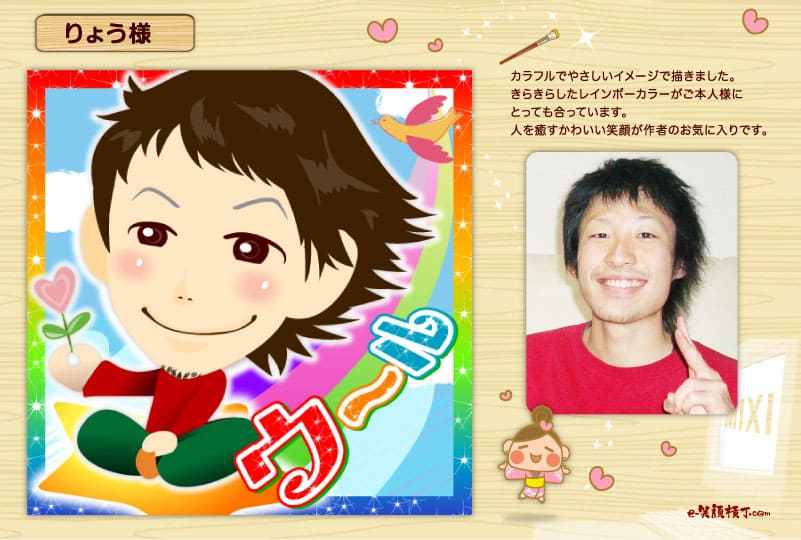 りょう様
カラフルでやさしいイメージで描きました。
きらきらしたレインボーカラーがご本人様に
とっても合っています。
人を癒すかわいい笑顔が作者のお気に入りです。
ウール
MIXI
e-笑顔横丁.com